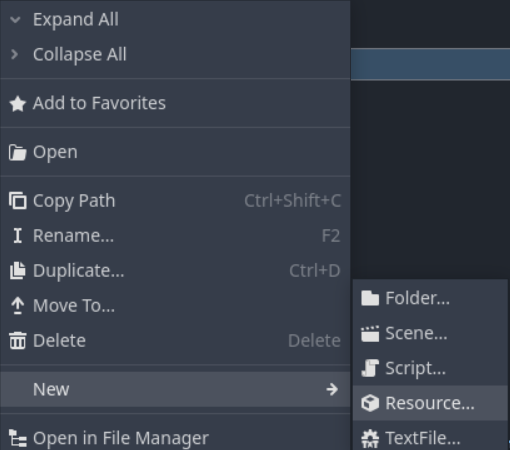 Expand All
Collapse All
Add to Favorites
Open
Copy Path Ctrl+Shift+C
Rename... F2
Duplicate... Ctrl+D
Move To...
Delete Delete
New
Open in File Manager
Folder...
Scene...
Script...
Resource...
TextFile...